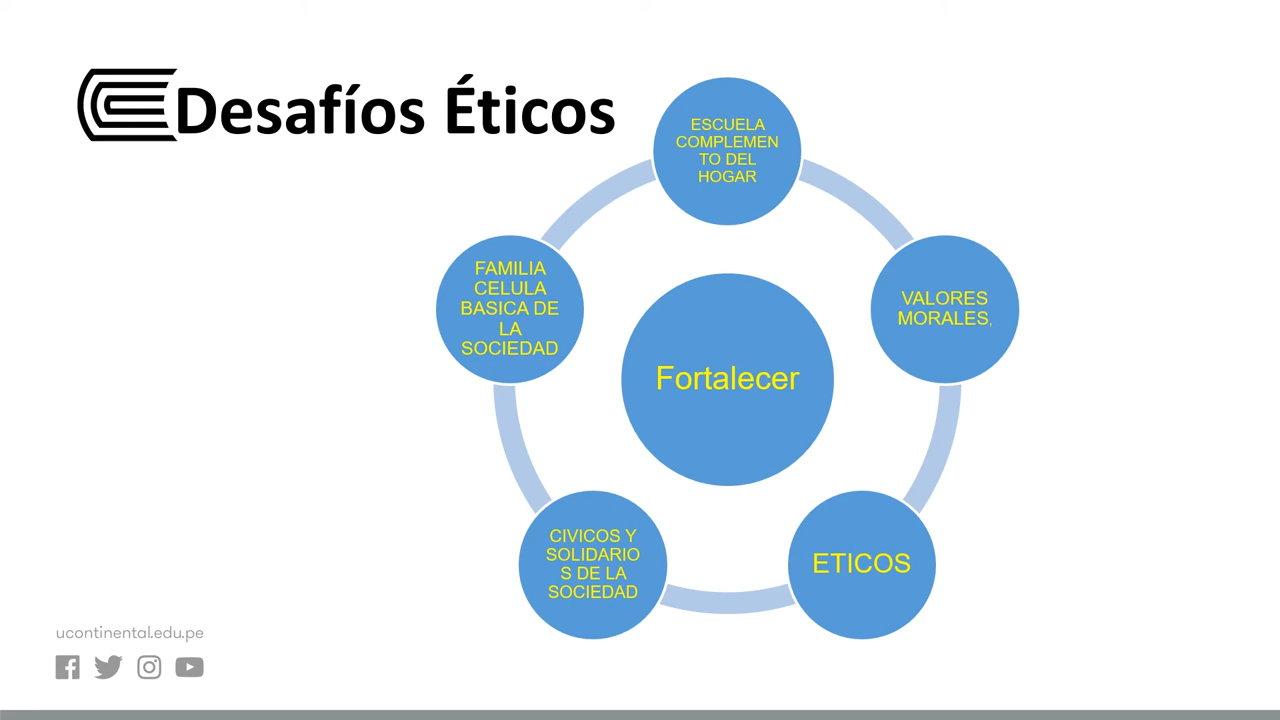 Desafíos Éticos
ESCUELA
COMPLEMEN
TO DEL
HOGAR
FAMILIA
CELULA
BASICA DE
LA
SOCIEDAD
VALORES
MORALES,
Fortalecer
CIVICOS Y
SOLIDARIO
S DE LA
SOCIEDAD
ETICOS
ucontinental.edu.pe